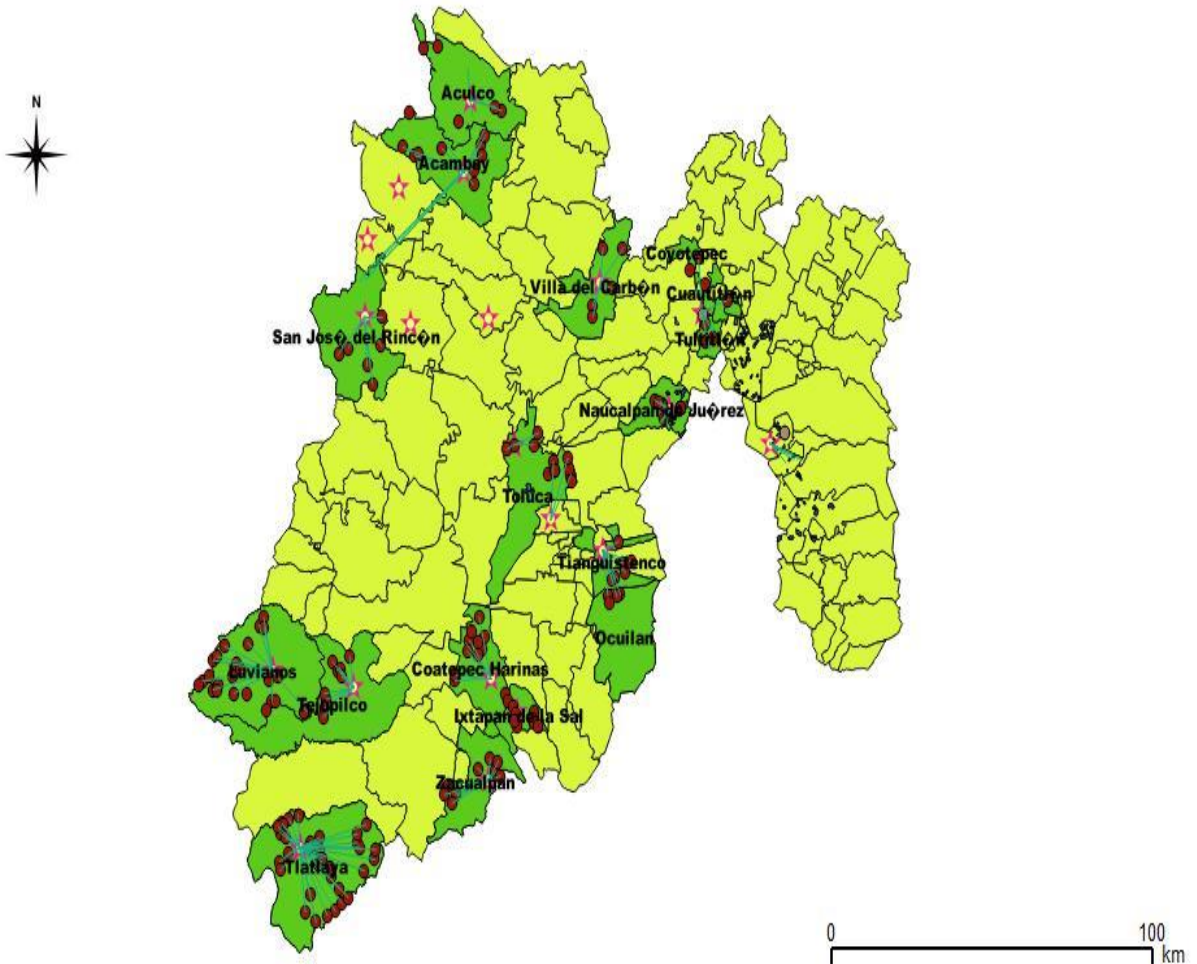 N
Aculco
Acambay
Coyotepec
Villa del Carb�n
Cuautitl�n
San Jos� del Rinc�n
Tultitl�n
Naucalpan de Ju�rez
Toluca
Tianguistenco
Ocuilan
Luvianos
Coatepec Harinas
Tejupilco
Ixtapan de la Sal
Zacualpan
Tlatlaya
0 100
km